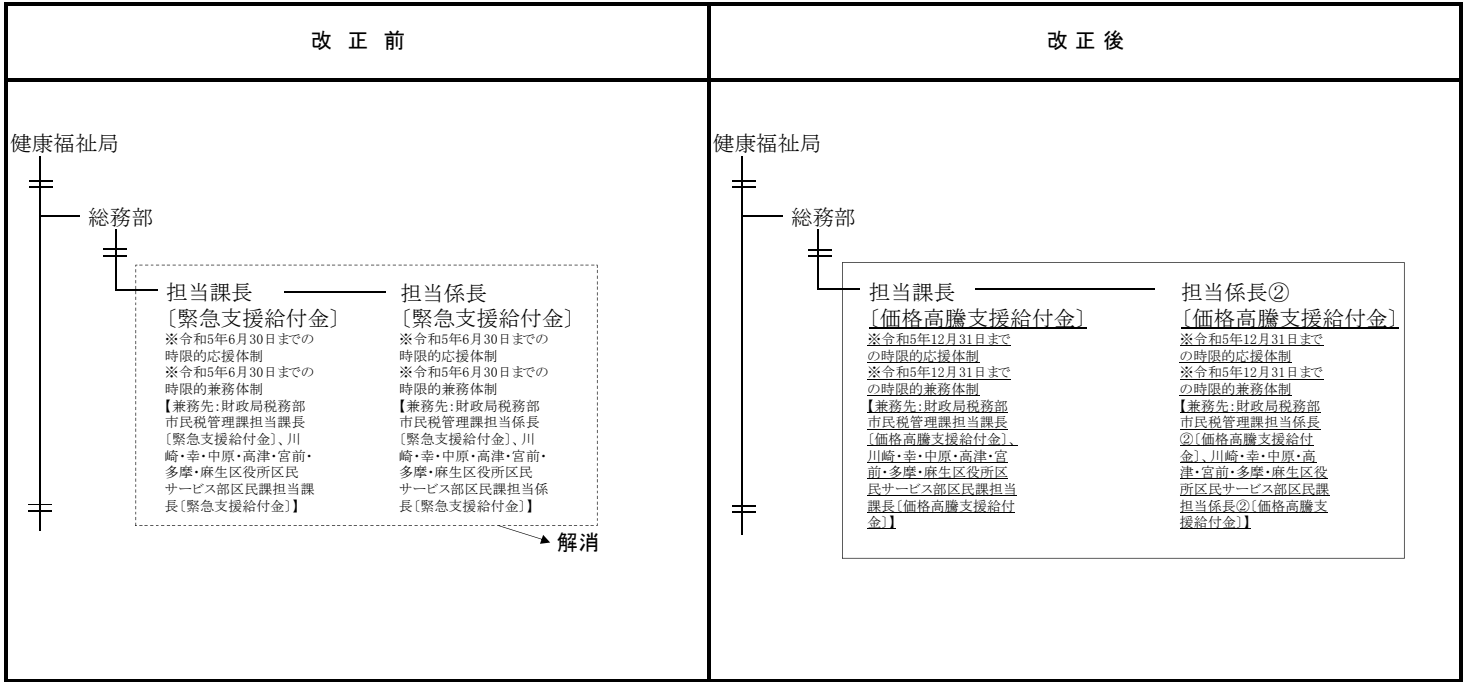 改 正 前
健康福祉局
総務部
担当課長
〔緊急支援給付金〕
※令和5年6月30日までの
時限的応援体制
※令和5年6月30日までの
時限的兼務体制
【兼務先:財政局税務部
市民税管理課担当課長
〔緊急支援給付金〕、川
崎・幸・中原・高津・宮前・
多摩・麻生区役所区民
サービス部区民課担当課
長〔緊急支援給付金〕】
担当係長
〔緊急支援給付金〕
※令和5年6月30日までの
時限的応援体制
※令和5年6月30日までの
時限的兼務体制
【兼務先:財政局税務部
市民税管理課担当係長
〔緊急支援給付金〕、川
崎・幸・中原・高津・宮前・
多摩・麻生区役所区民
サービス部区民課担当係
長〔緊急支援給付金〕】
解消
改 正 後
健康福祉局
総務部
担当課長
〔価格高騰支援給付金〕
※令和5年12月31日まで
の時限的応援体制
※令和5年12月31日まで
の時限的兼務体制
【兼務先:財政局税務部
市民税管理課担当課長
〔価格高騰支援給付金〕、
川崎・幸・中原・高津・宮
前・多摩・麻生区役所区
民サービス部区民課担当
課長〔価格高騰支援給付
金〕】
担当係長②
〔価格高騰支援給付金〕
※令和5年12月31日まで
の時限的応援体制
※令和5年12月31日まで
の時限的兼務体制
【兼務先:財政局税務部
市民税管理課担当係長
②〔価格高騰支援給付
金〕、川崎・幸・中原・高
津・宮前・多摩・麻生区役
所区民サービス部区民課
担当係長②〔価格高騰支
援給付金〕】